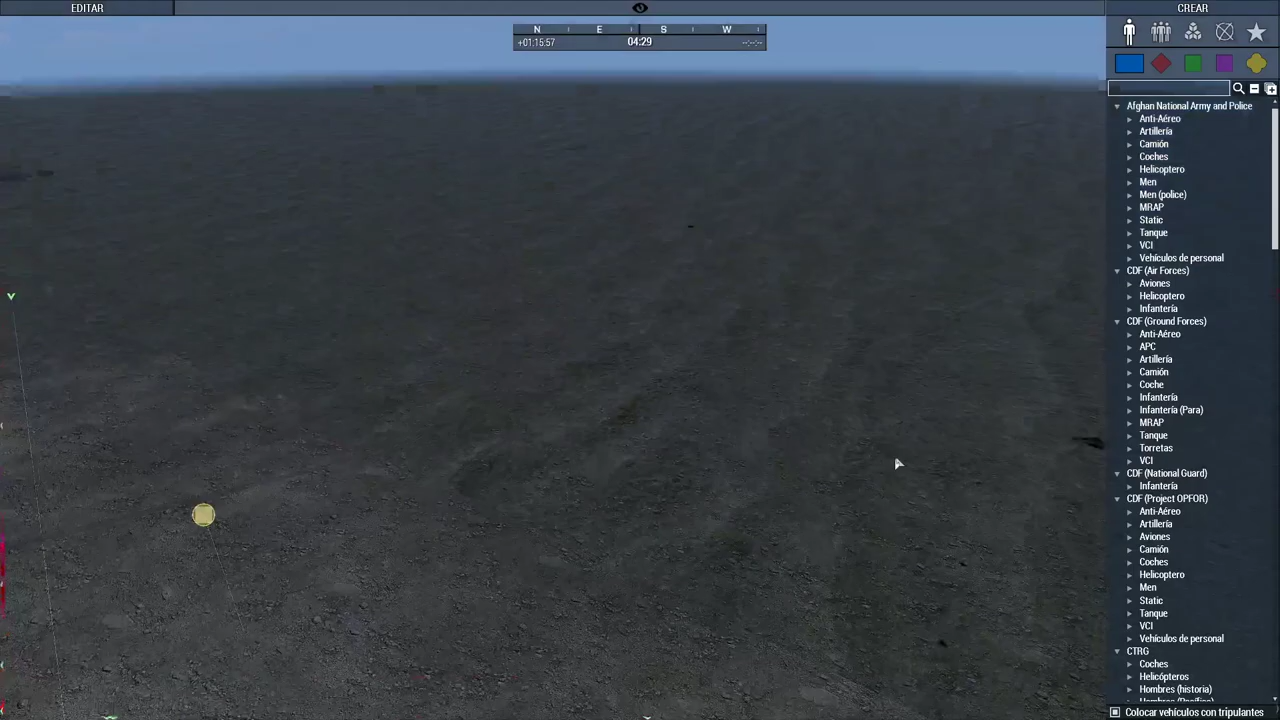 EDITAR
CREAR
N E S W
+01:15:57 04:29 --:--:--
Afghan National Army and Police
Anti-Aéreo
Artillería
Camión
Coches
Helicoptero
Men
Men (police)
MRAP
Static
Tanque
VCI
Vehículos de personal
CDF (Air Forces)
Aviones
Helicoptero
Infantería
CDF (Ground Forces)
Anti-Aéreo
APC
Artillería
Camión
Coche
Infantería
Infantería (Para)
MRAP
Tanque
Torretas
VCI
CDF (National Guard)
Infantería
CDF (Project OPFOR)
Anti-Aéreo
Artillería
Aviones
Camión
Coches
Helicoptero
Men
Static
Tanque
VCI
Vehículos de personal
CTRG
Coches
Helicópteros
Hombres (historia)
Hombres (Pacífico)
Colocar vehículos con tripulantes